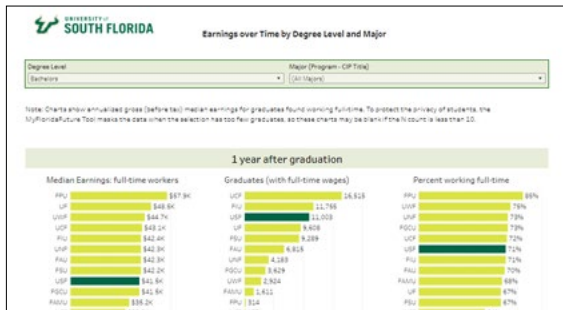 UNIVERSITY of
SOUTH FLORIDA
Earnings over Time by Degree Level and Major
Degree Level
Major (Program - CIP Title)
Bachelors
(All Majors)
Note: Charts show annualized gross (before tax) median earnings for graduates found working full-time. To protect the privacy of students, the
MyFloridaFuture Tool masks the data when the selection has too few graduates, so these charts may be blank if the N count is less than 10.
1 year after graduation
Median Earnings: full-time workers
FPU $57.9K
UF $48.5K
UWF $44.7K
UCF $43.1K
FIU $42.4K
UNF $42.3K
FAU $42.3K
FSU $42.2K
USF $41.5K
FGCU $41.5K
FAMU $35.2K
Graduates (with full-time wages)
UCF 16,515
FIU 11,755
USF 11,003
UF 9,608
FSU 9,289
FAU 6,815
UNF 4,183
FGCU 3,629
UWF 2,924
FAMU 1,611
FPU 314
Percent working full-time
FPU 85%
UWF 75%
UNF 73%
FGCU 73%
UCF 72%
USF 71%
FIU 71%
FAU 70%
FAMU 68%
UF 67%
FSU 67%